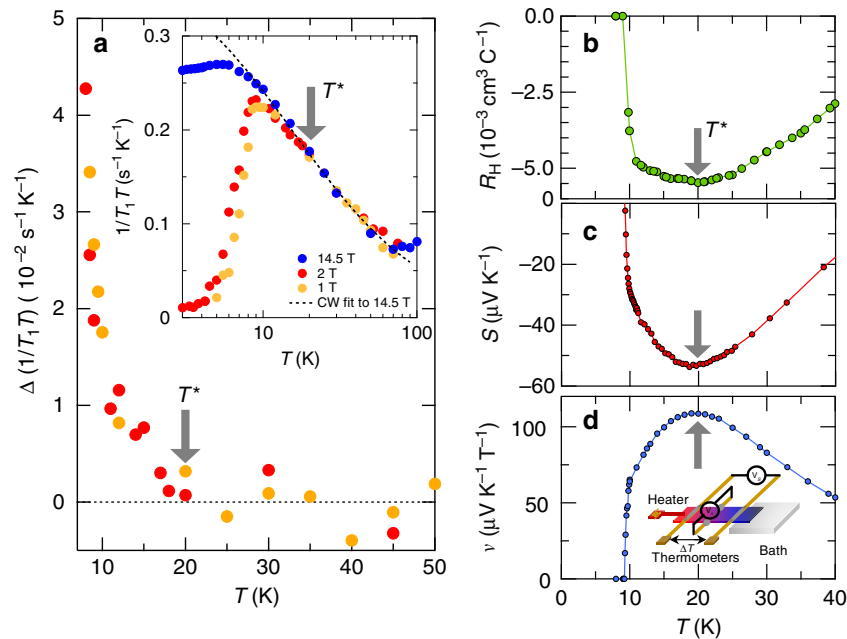 a
Δ (1/T₁T) (10⁻² s⁻¹ K⁻¹)
5
4
3
2
1
0
10 20 30 40 50
T (K)
T*
1/T₁T (s⁻¹ K⁻¹)
0.3
0.2
0.1
0
10 100
T (K)
T*
14.5 T
2 T
1 T
CW fit to 14.5 T
b
R_H (10⁻³ cm³ C⁻¹)
0.0
−2.5
−5.0
0
T*
c
S (μV K⁻¹)
−20
−40
−60
d
ν (μV K⁻¹ T⁻¹)
100
50
0
Heater
ΔT
Thermometers
Bath
0 10 20 30 40
T (K)